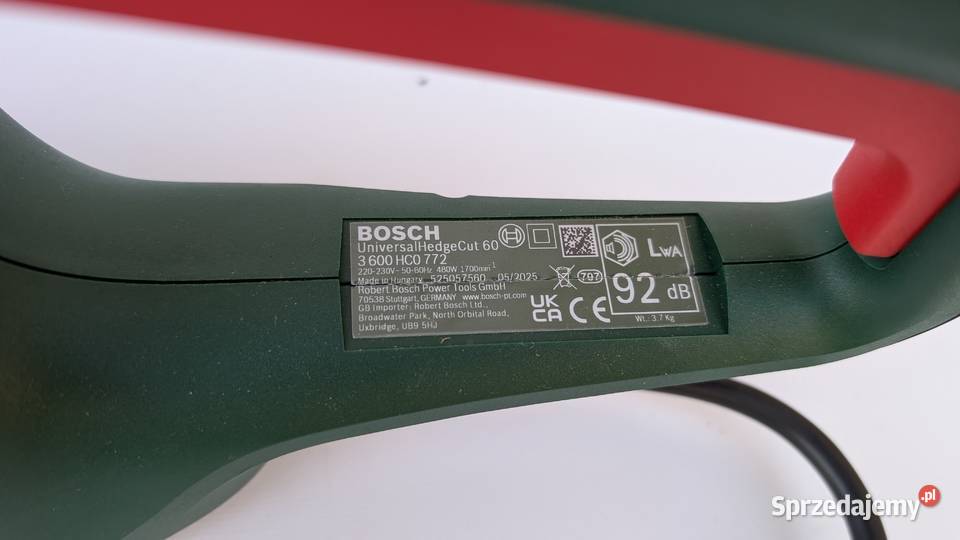 BOSCH
UniversalHedgeCut 60
3 600 HC0 772
220-230V~ 50-60Hz 480W 1700min-1
Made in Hungary 525057560 05/2025
Robert Bosch Power Tools GmbH
70538 Stuttgart, GERMANY www.bosch-pt.com
GB Importer: Robert Bosch Ltd.,
Broadwater Park, North Orbital Road,
Uxbridge, UB9 5HJ
797
UK
CA CE
LWA
92 dB
Wt.: 3.7 Kg
Sprzedajemy.pl